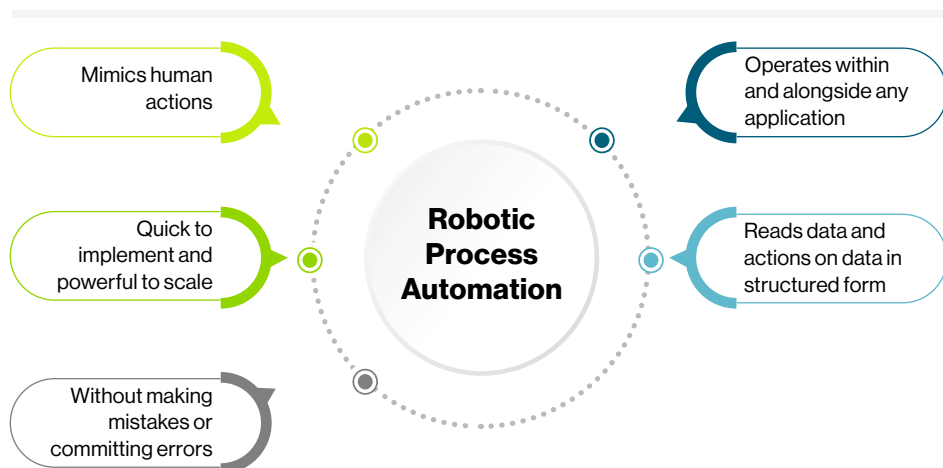 Mimics human
actions
Quick to
implement and
powerful to scale
Without making
mistakes or
committing errors
Robotic
Process
Automation
Operates within
and alongside any
application
Reads data and
actions on data in
structured form